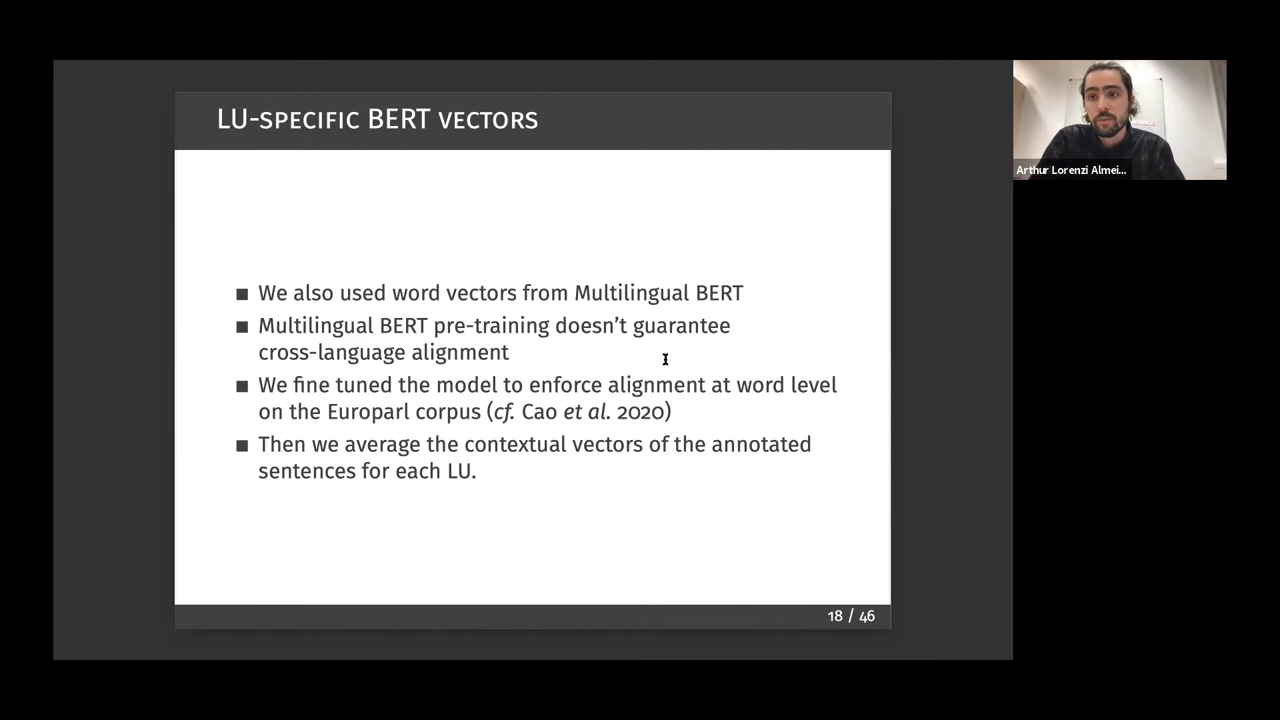 LU-SPECIFIC BERT VECTORS
■ We also used word vectors from Multilingual BERT
■ Multilingual BERT pre-training doesn't guarantee
cross-language alignment
■ We fine tuned the model to enforce alignment at word level
on the Europarl corpus (cf. Cao et al. 2020)
■ Then we average the contextual vectors of the annotated
sentences for each LU.
18 / 46
Arthur Lorenzi Almei...